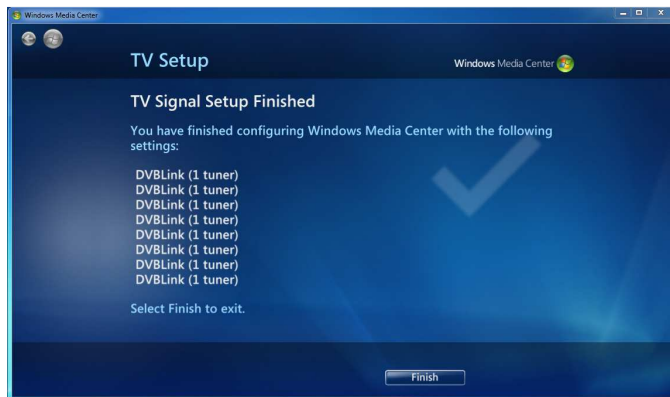 Windows Media Center
TV Setup
Windows Media Center
TV Signal Setup Finished
You have finished configuring Windows Media Center with the following
settings:
DVBLink (1 tuner)
DVBLink (1 tuner)
DVBLink (1 tuner)
DVBLink (1 tuner)
DVBLink (1 tuner)
DVBLink (1 tuner)
DVBLink (1 tuner)
DVBLink (1 tuner)
Select Finish to exit.
Finish